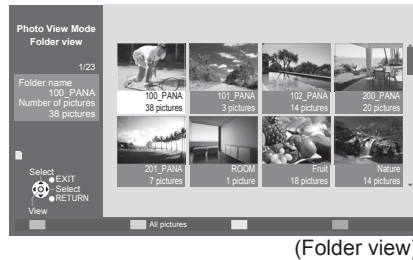 Photo View Mode
Folder view
1/23
Folder name
100_PANA
Number of pictures
38 pictures
Select
EXIT
Select
RETURN
View
100_PANA
38 pictures
101_PANA
3 pictures
102_PANA
14 pictures
200_PANA
20 pictures
201_PANA
7 pictures
ROOM
1 picture
Fruit
18 pictures
Nature
14 pictures
All pictures
(Folder view)